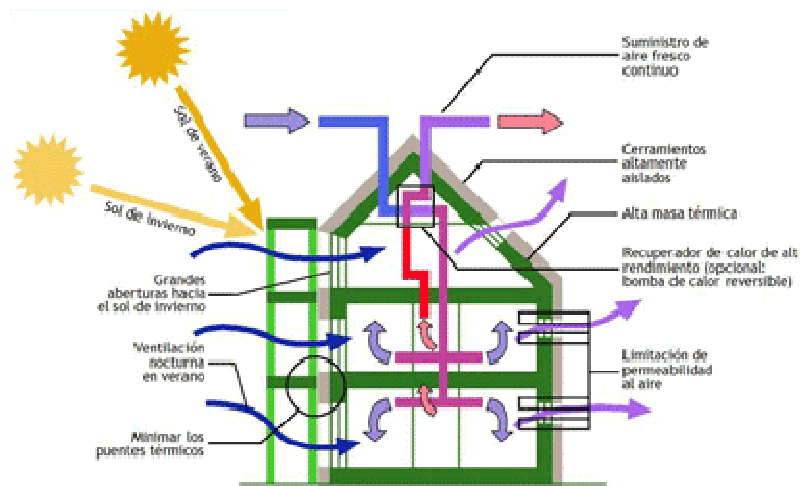 Suministro de
aire fresco
continuo
Sol de verano
Cerramientos
altamente
aislados
Sol de invierno
Alta masa térmica
Recuperador de calor de alt
rendimiento (opcional:
bomba de calor reversible)
Grandes
aberturas hacia
el sol de invierno
Ventilación
nocturna
en verano
Limitación de
permeabilidad
al aire
Minimar los
puentes térmicos